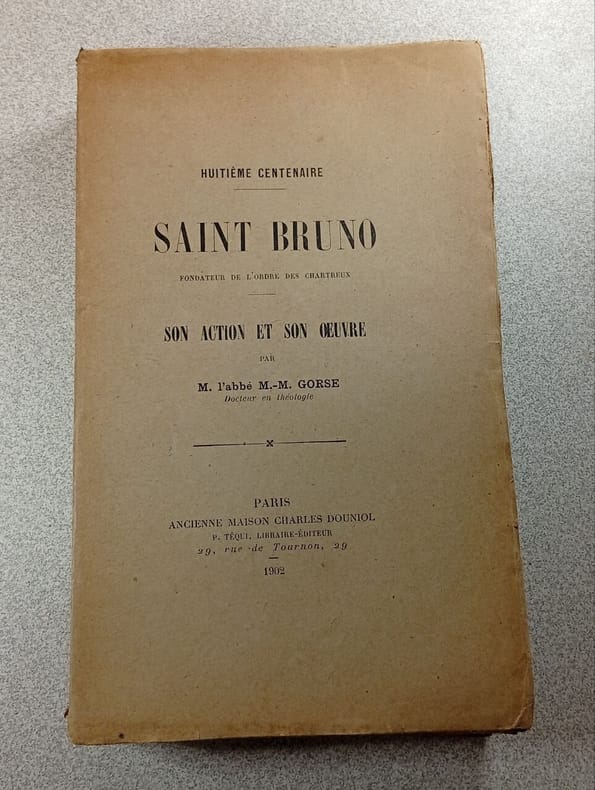 HUITIÊME CENTENAIRE
SAINT BRUNO
FONDATEUR DE L'ORDRE DES CHARTREUX
SON ACTION ET SON ŒUVRE
PAR
M. l'abbé M.-M. GORSE
Docteur en théologie
PARIS
ANCIENNE MAISON CHARLES DOUNIOL
P. TÉQUI, LIBRAIRE-ÉDITEUR
29, rue de Tournon, 29
1902